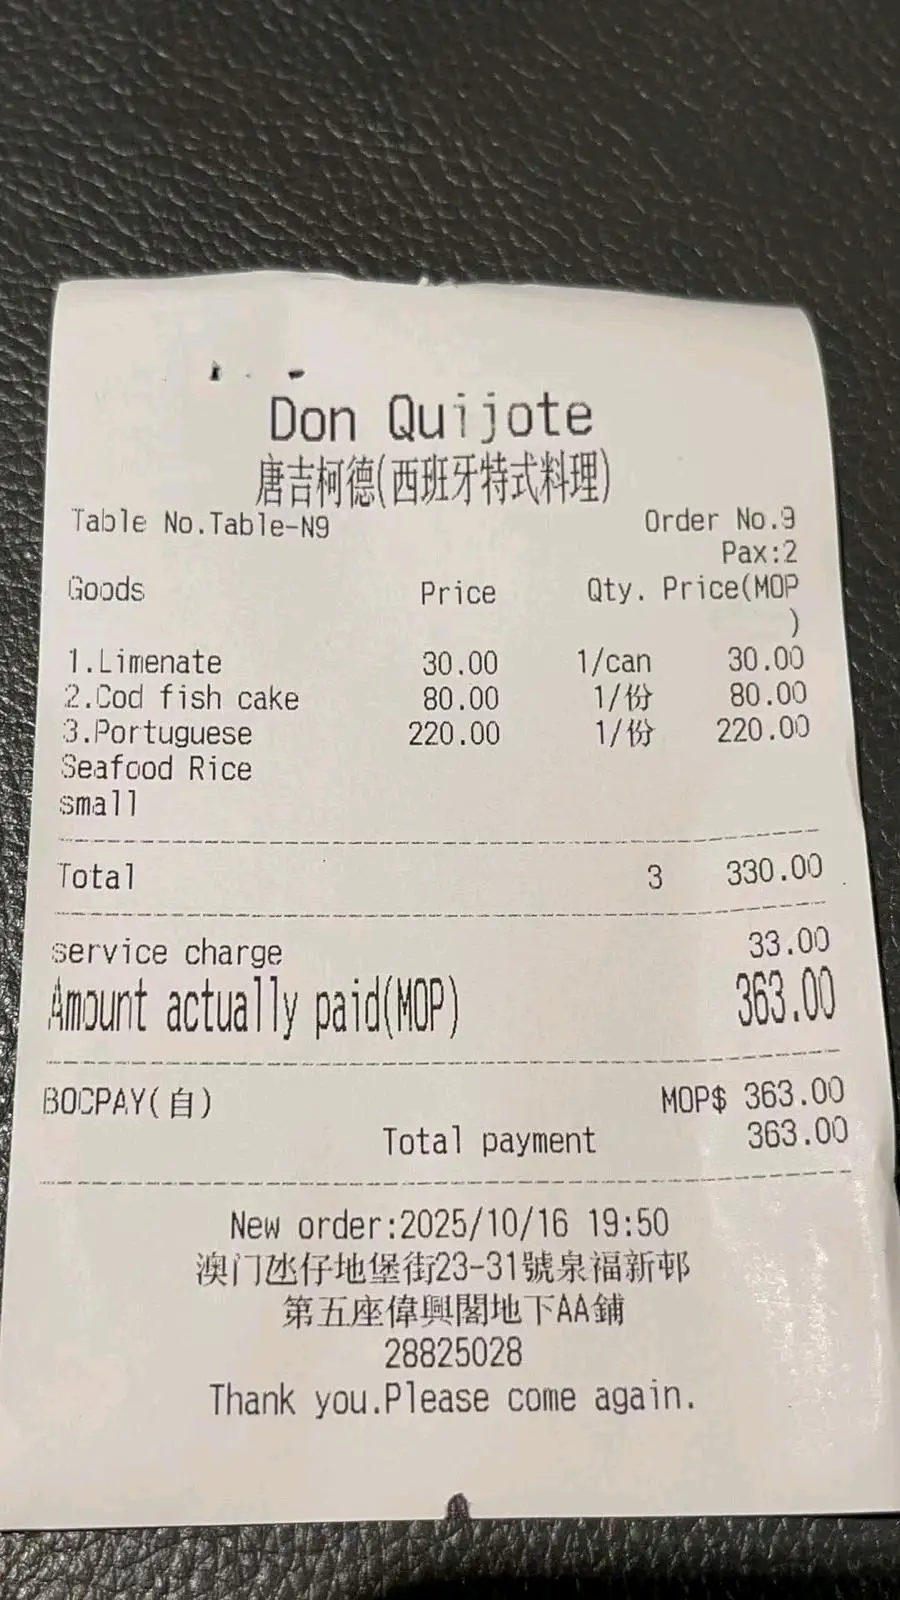 Don Quijote
唐吉柯德(西班牙特式料理)
Table No.Table-N9 Order No.9
Pax:2
Goods Price Qty. Price(MOP
)
1.Limenate 30.00 1/can 30.00
2.Cod fish cake 80.00 1/份 80.00
3.Portuguese 220.00 1/份 220.00
Seafood Rice
small
Total 3 330.00
service charge 33.00
Amount actually paid(MOP) 363.00
BOCPAY(自) MOP$ 363.00
Total payment 363.00
New order:2025/10/16 19:50
澳门氹仔地堡街23-31號泉福新邨
第五座偉興閣地下AA鋪
28825028
Thank you.Please come again.